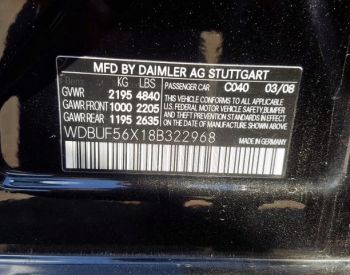 MFD BY DAIMLER AG STUTTGART
KG LBS
GVWR 2195 4840
GAWR FRONT 1000 2205
GAWR REAR 1195 2635
PASSENGER CAR C040 03/08
THIS VEHICLE CONFORMS TO ALL APPLICABLE
U.S. FEDERAL MOTOR VEHICLE SAFETY, BUMPER
AND THEFT PREVENTION STANDARDS IN EFFECT
ON THE DATE OF MANUFACTURE SHOWN ABOVE.
WDBUF56X18B322968
MADE IN GERMANY